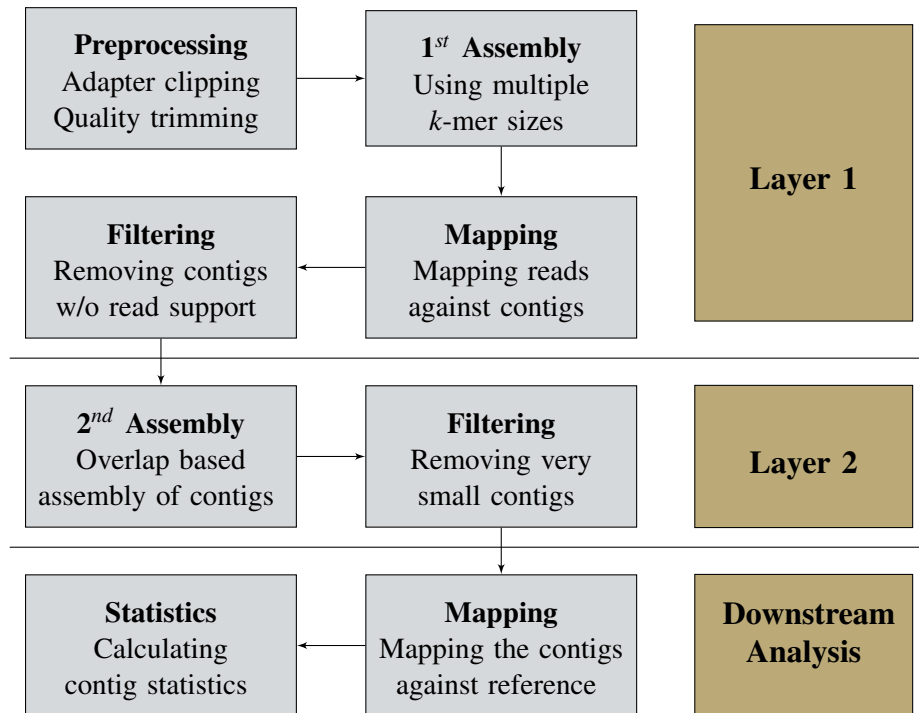 Preprocessing
Adapter clipping
Quality trimming
1st Assembly
Using multiple
k-mer sizes
Layer 1
Filtering
Removing contigs
w/o read support
Mapping
Mapping reads
against contigs
2nd Assembly
Overlap based
assembly of contigs
Filtering
Removing very
small contigs
Layer 2
Statistics
Calculating
contig statistics
Mapping
Mapping the contigs
against reference
Downstream
Analysis